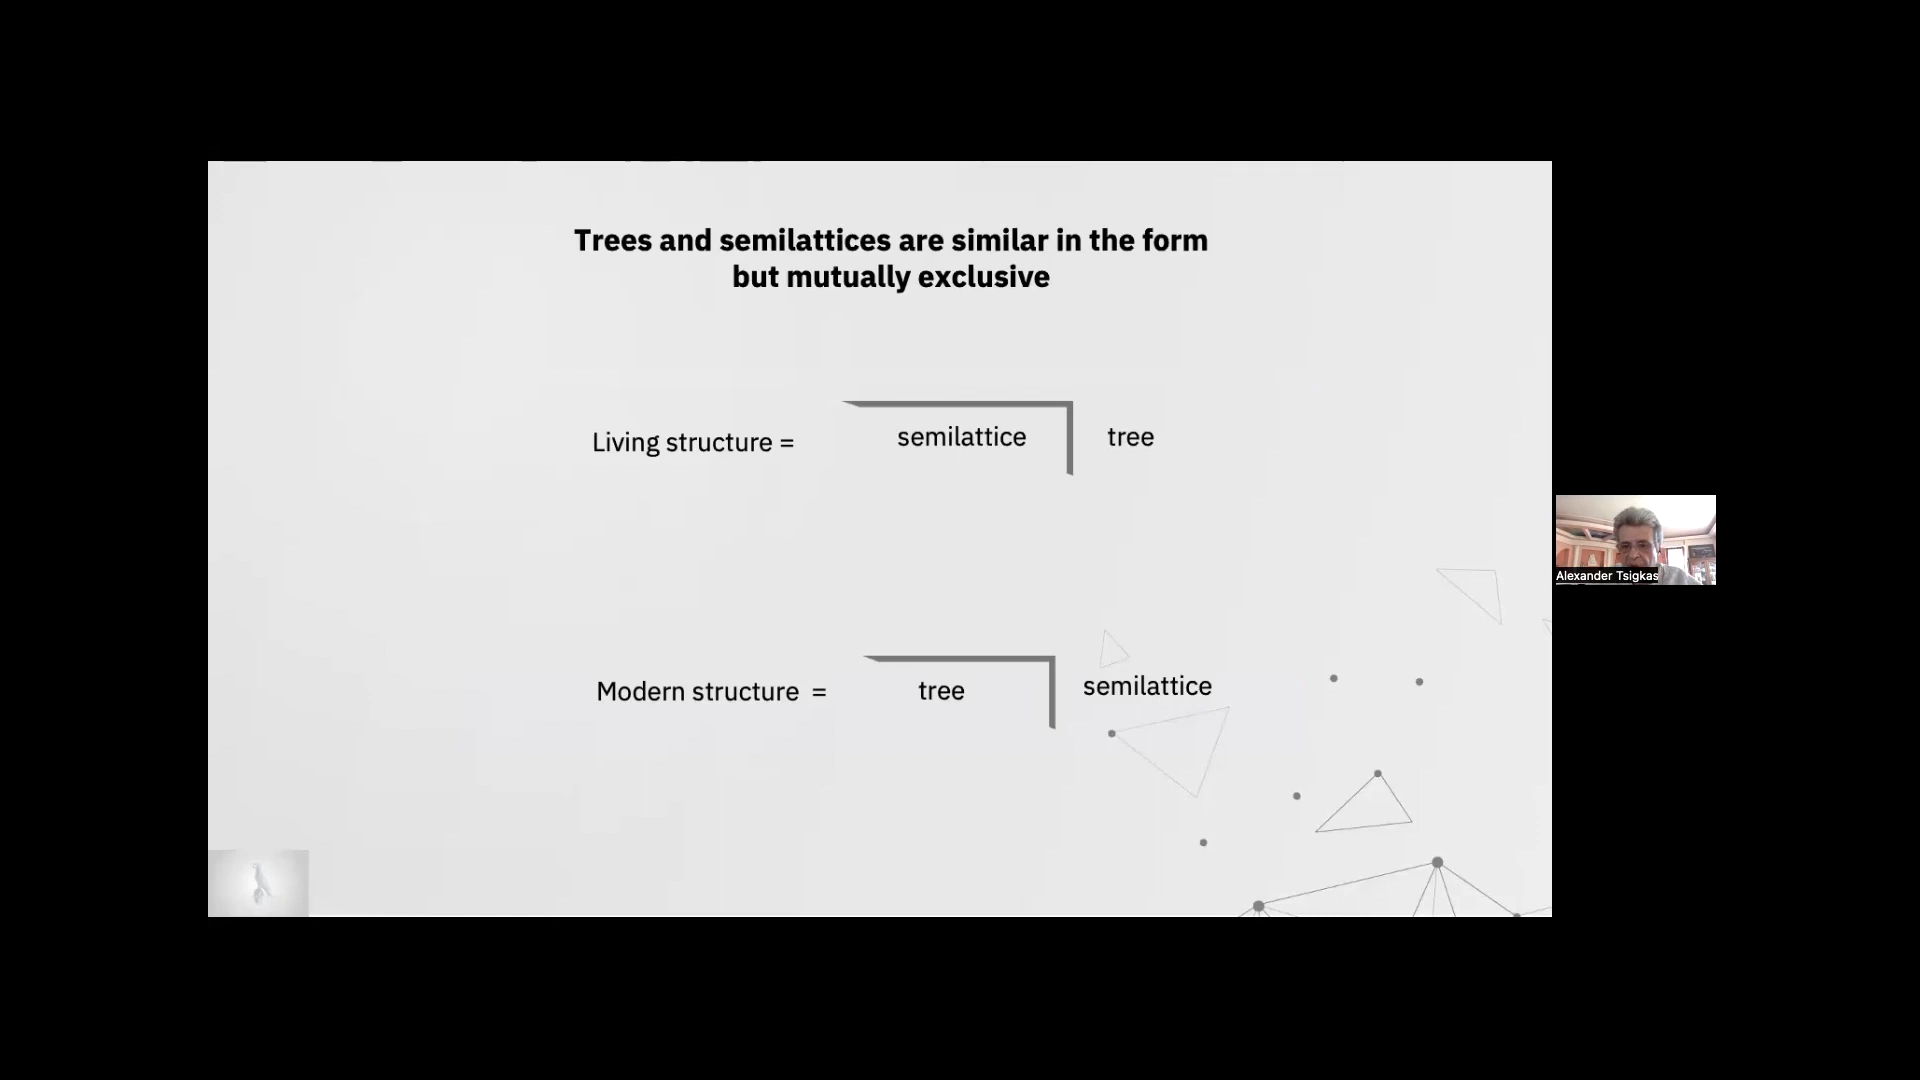 Trees and semilattices are similar in the form
but mutually exclusive
Living structure =
semilattice
tree
Modern structure =
tree
semilattice
Alexander Tsigkas